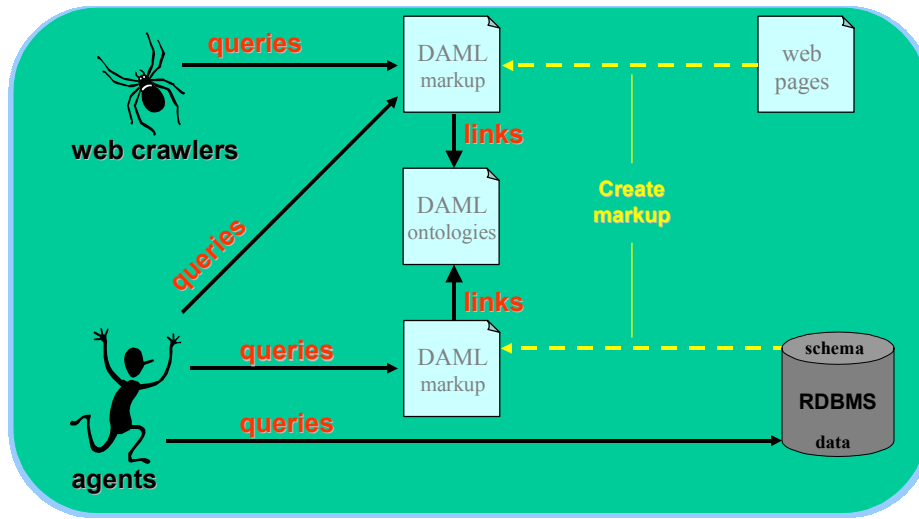 queries
DAML
markup
web
pages
web crawlers
links
Create
markup
DAML
ontologies
queries
links
queries
DAML
markup
schema
RDBMS
data
queries
agents